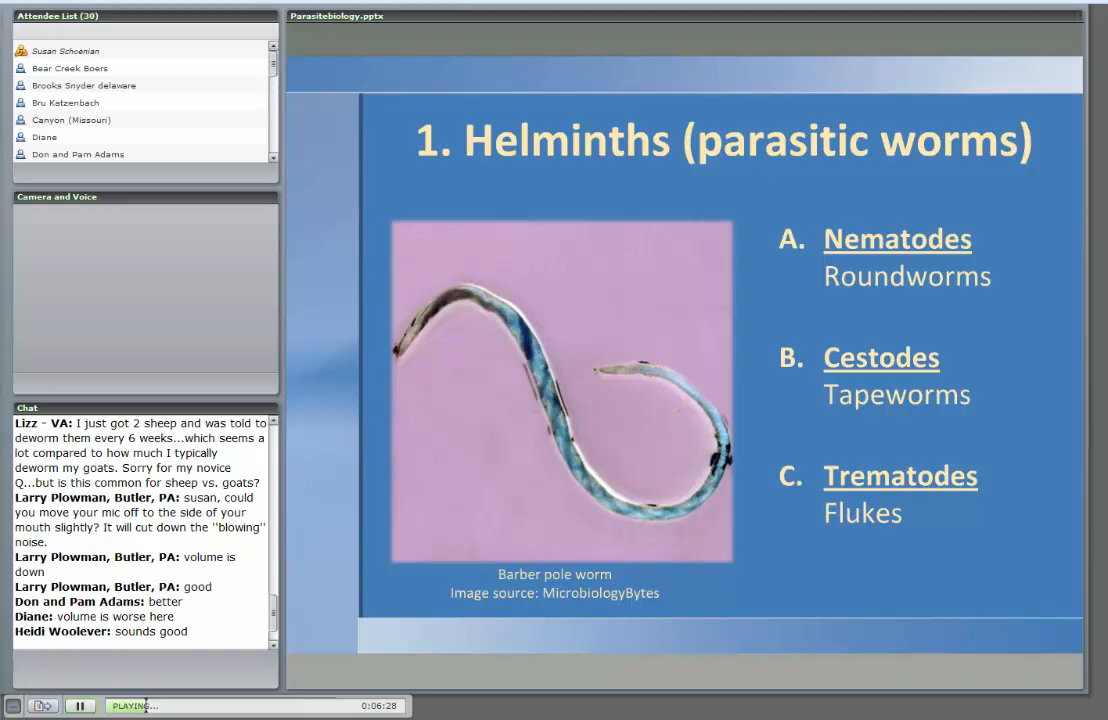 Attendee List (30)
Susan Schoenian
Bear Creek Boers
Brooks Snyder delaware
Bru Katzenbach
Canyon (Missouri)
Diane
Don and Pam Adams
Camera and Voice
Chat
Lizz - VA: I just got 2 sheep and was told to
deworm them every 6 weeks...which seems a
lot compared to how much I typically
deworm my goats. Sorry for my novice
Q...but is this common for sheep vs. goats?
Larry Plowman, Butler, PA: susan, could
you move your mic off to the side of your
mouth slightly? It will cut down the "blowing"
noise.
Larry Plowman, Butler, PA: volume is
down
Larry Plowman, Butler, PA: good
Don and Pam Adams: better
Diane: volume is worse here
Heidi Woolever: sounds good
PLAYING...
0:06:28
Parasitebiology.pptx
1. Helminths (parasitic worms)
A. Nematodes
Roundworms
B. Cestodes
Tapeworms
C. Trematodes
Flukes
Barber pole worm
Image source: MicrobiologyBytes